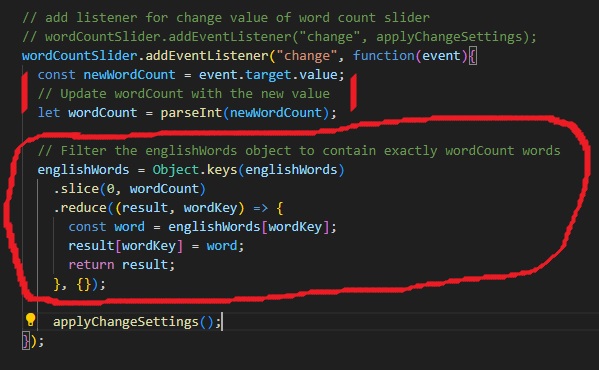 // add listener for change value of word count slider
// wordCountSlider.addEventListener("change", applyChangeSettings);
wordCountSlider.addEventListener("change", function(event){
const newWordCount = event.target.value;
// Update wordCount with the new value
let wordCount = parseInt(newWordCount);
// Filter the englishWords object to contain exactly wordCount words
englishWords = Object.keys(englishWords)
.slice(0, wordCount)
.reduce((result, wordKey) => {
const word = englishWords[wordKey];
result[wordKey] = word;
return result;
}, {});
applyChangeSettings();
});